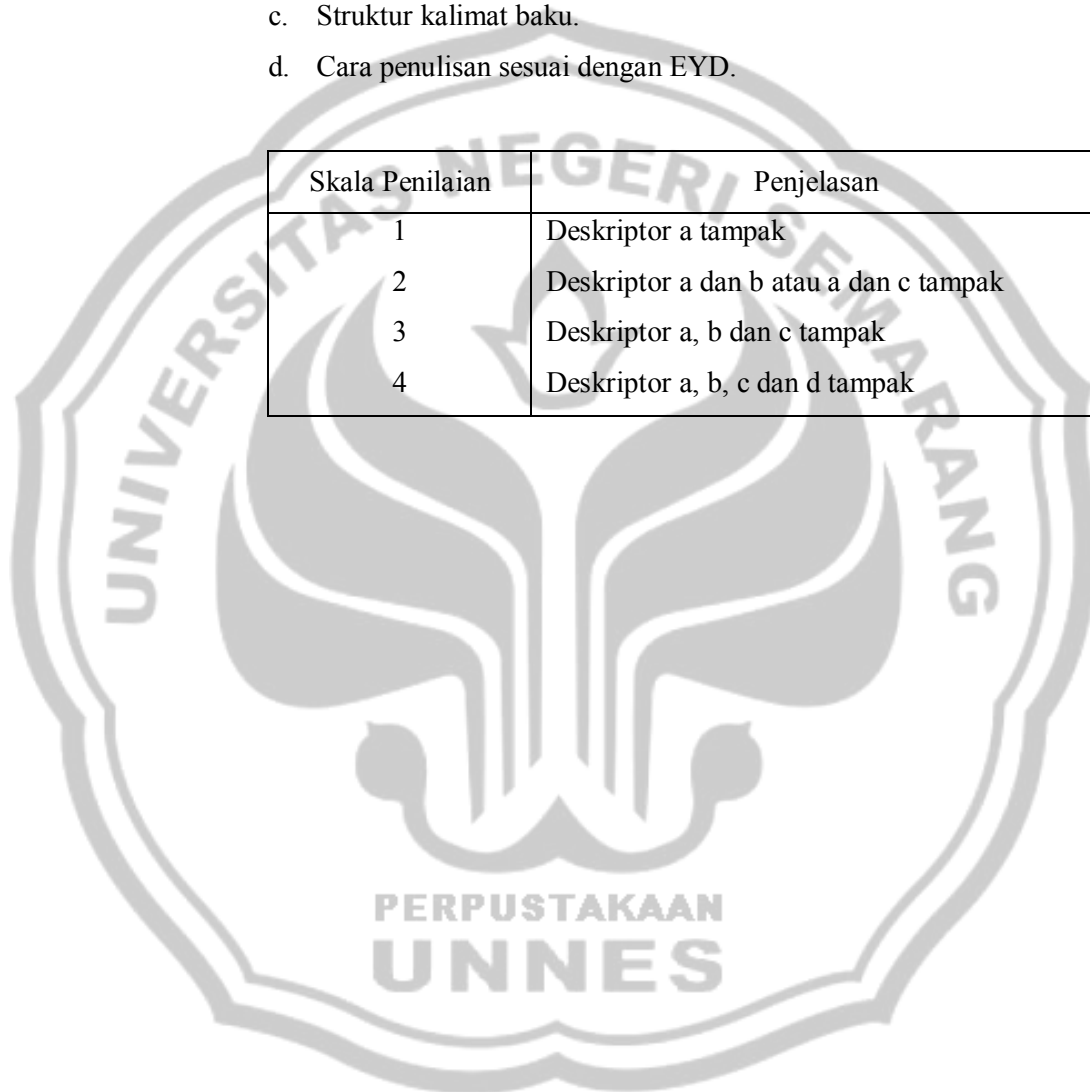 c. Struktur kalimat baku.
d. Cara penulisan sesuai dengan EYD.
Skala Penilaian Penjelasan
1 Deskriptor a tampak
2 Deskriptor a dan b atau a dan c tampak
3 Deskriptor a, b dan c tampak
4 Deskriptor a, b, c dan d tampak
UNIVERSITAS NEGERI SEMARANG
PERPUSTAKAAN
UNNES